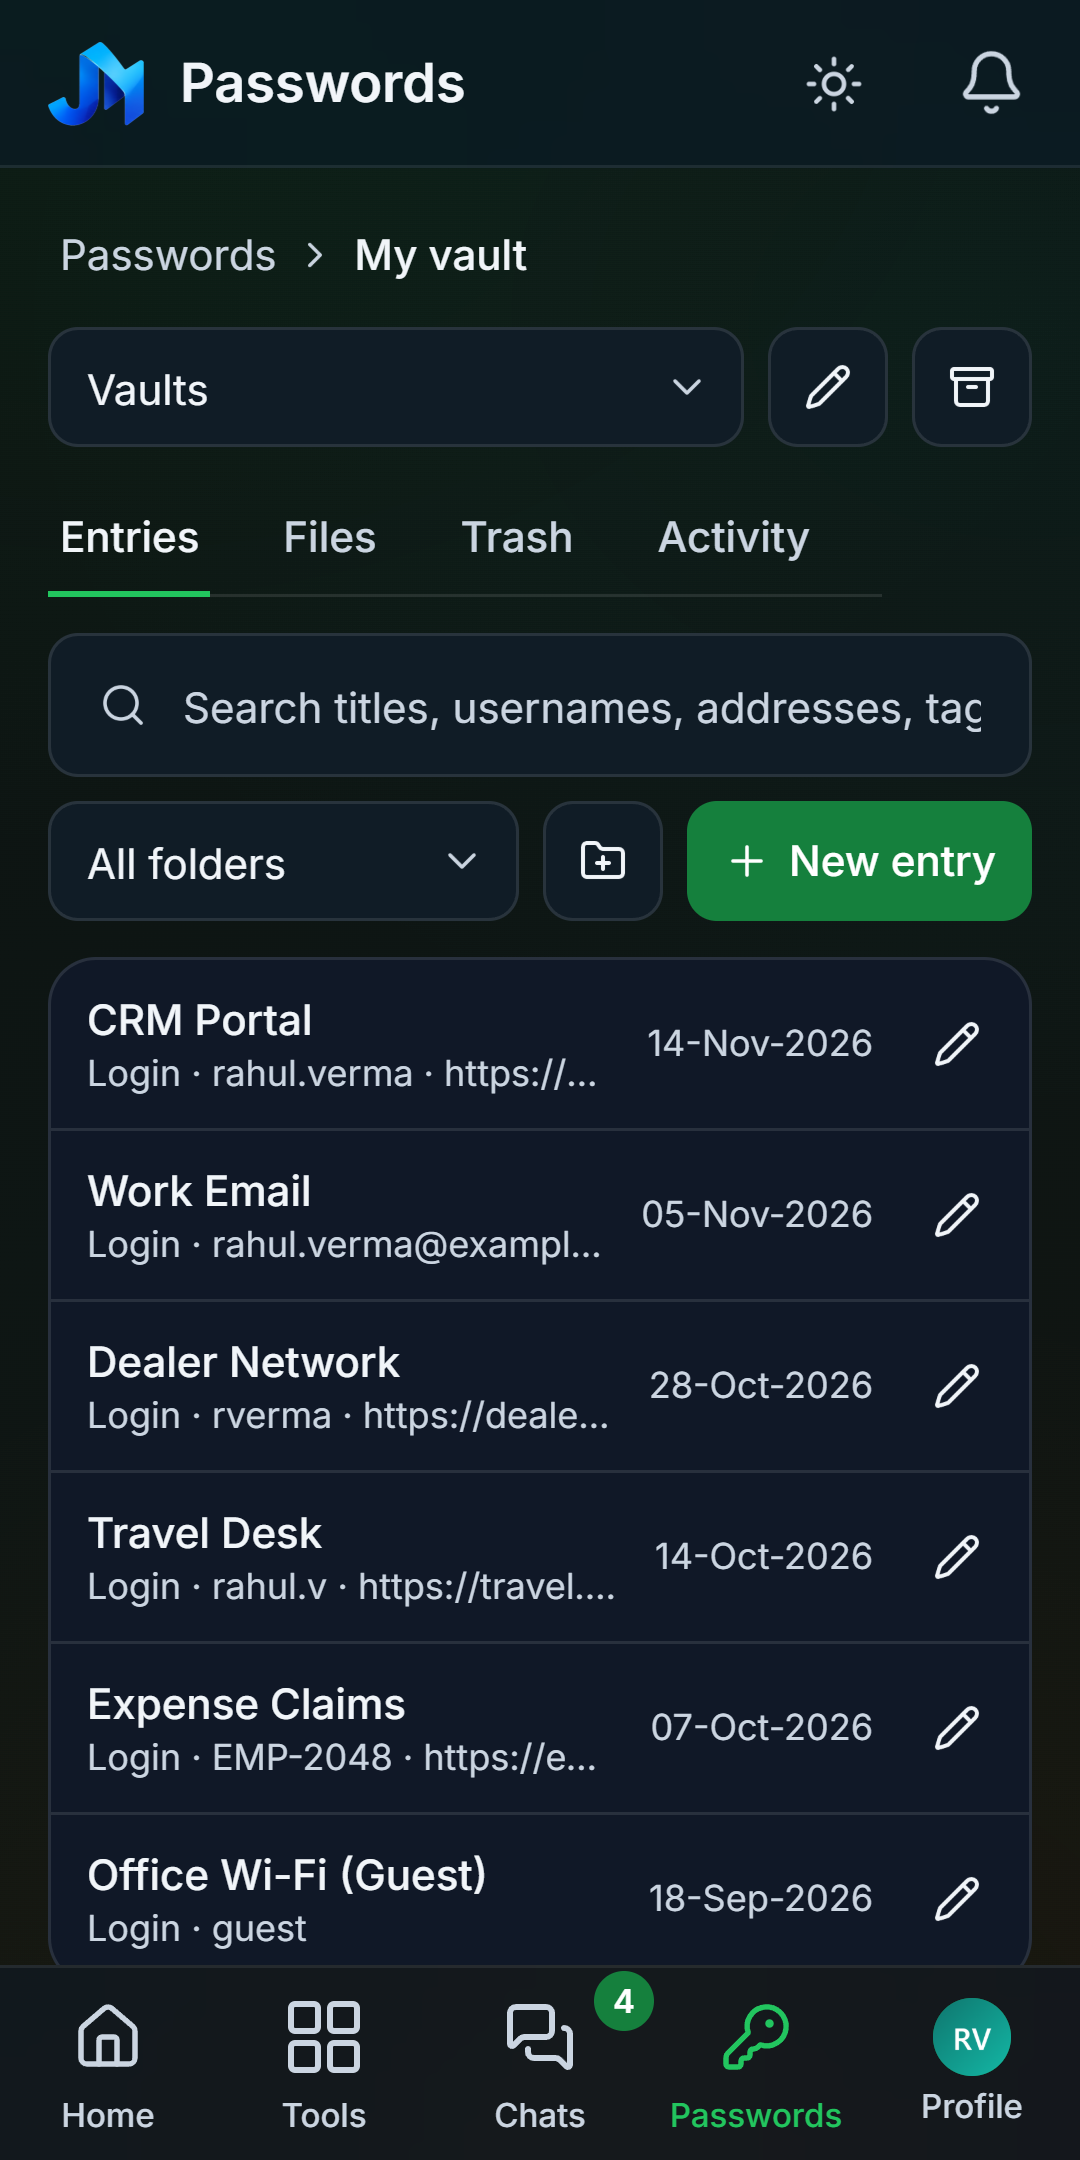 JM Passwords
Passwords > My vault
Vaults
Entries Files Trash Activity
Search titles, usernames, addresses, tag
All folders + New entry
CRM Portal
Login · rahul.verma · https://...
14-Nov-2026
Work Email
Login · rahul.verma@exampl...
05-Nov-2026
Dealer Network
Login · rverma · https://deale...
28-Oct-2026
Travel Desk
Login · rahul.v · https://travel....
14-Oct-2026
Expense Claims
Login · EMP-2048 · https://e...
07-Oct-2026
Office Wi-Fi (Guest)
Login · guest
18-Sep-2026
4
RV
Home Tools Chats Passwords Profile